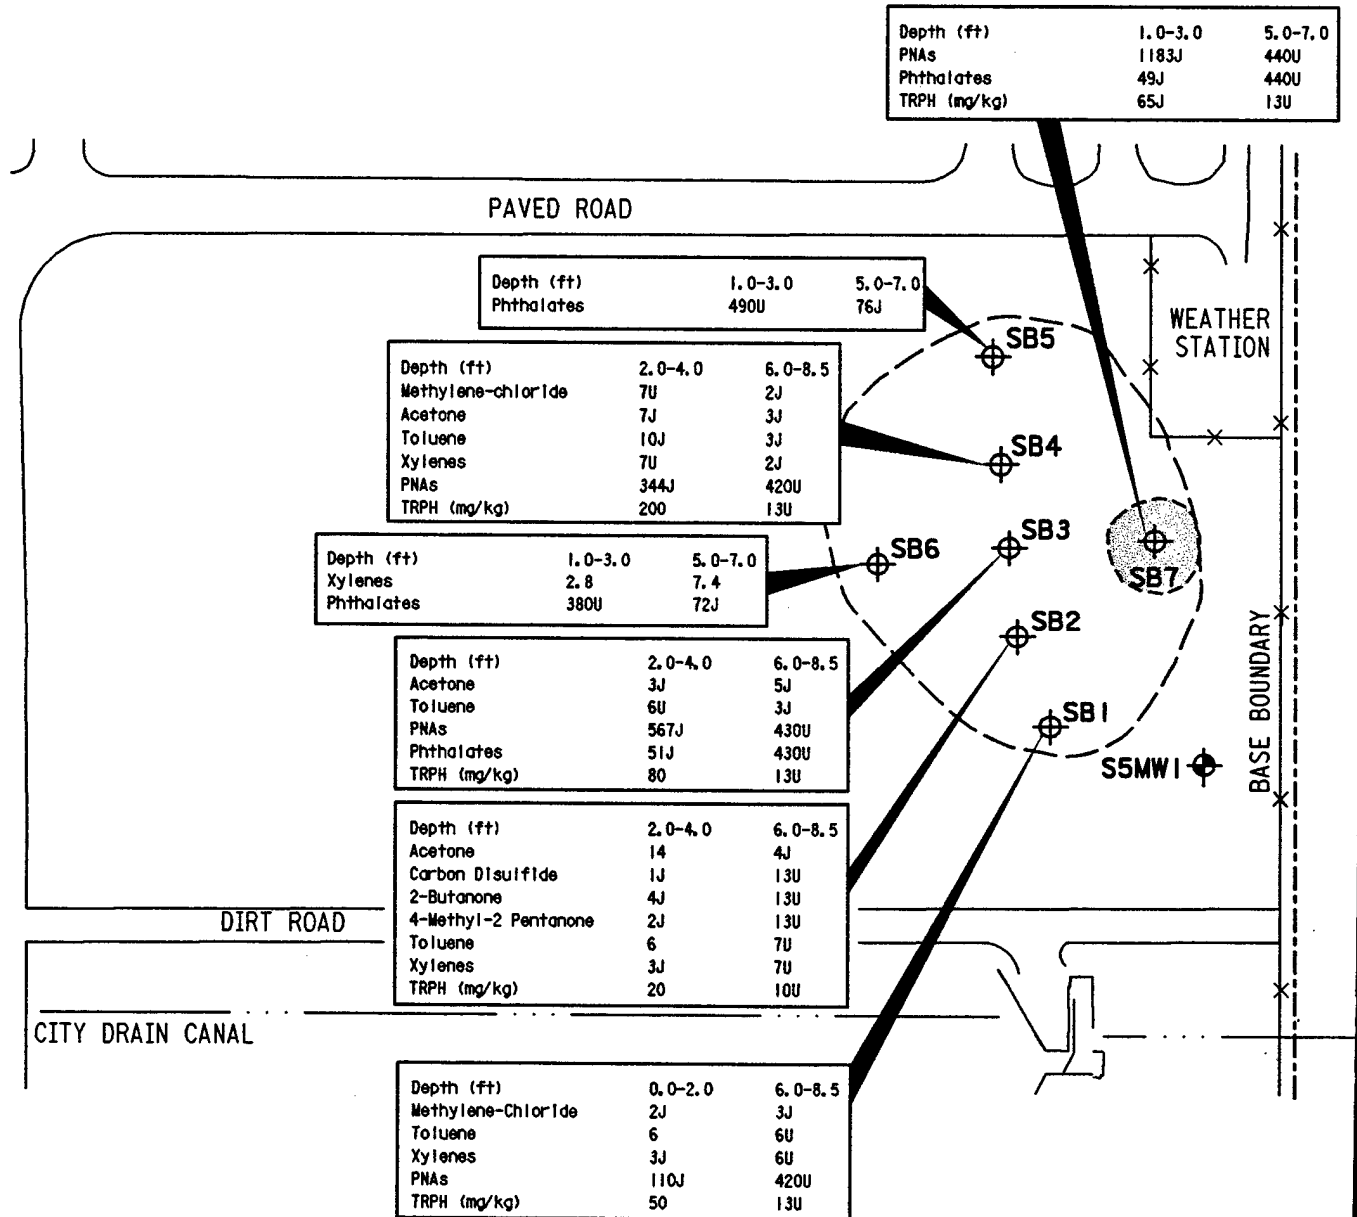 Depth (ft) 1.0-3.0 5.0-7.0
PNAs 1183J 440U
Phthalates 49J 440U
TRPH (mg/kg) 65J 13U
PAVED ROAD
WEATHER
STATION
Depth (ft) 1.0-3.0 5.0-7.0
Phthalates 490U 76J
SB5
Depth (ft) 2.0-4.0 6.0-8.5
Methylene-chloride 7U 2J
Acetone 7J 3J
Toluene 10J 3J
Xylenes 7U 2J
PNAs 344J 420U
TRPH (mg/kg) 200 13U
SB4
SB3
SB7
Depth (ft) 1.0-3.0 5.0-7.0
Xylenes 2.8 7.4
Phthalates 380U 72J
SB6
SB2
Depth (ft) 2.0-4.0 6.0-8.5
Acetone 3J 5J
Toluene 6U 3J
PNAs 567J 430U
Phthalates 51J 430U
TRPH (mg/kg) 80 13U
SB1
S5MW1
BASE BOUNDARY
Depth (ft) 2.0-4.0 6.0-8.5
Acetone 14 4J
Carbon Disulfide 1J 13U
2-Butanone 4J 13U
4-Methyl-2 Pentanone 2J 13U
Toluene 6 7U
Xylenes 3J 7U
TRPH (mg/kg) 20 10U
DIRT ROAD
CITY DRAIN CANAL
Depth (ft) 0.0-2.0 6.0-8.5
Methylene-Chloride 2J 3J
Toluene 6 6U
Xylenes 3J 6U
PNAs 110J 420U
TRPH (mg/kg) 50 13U